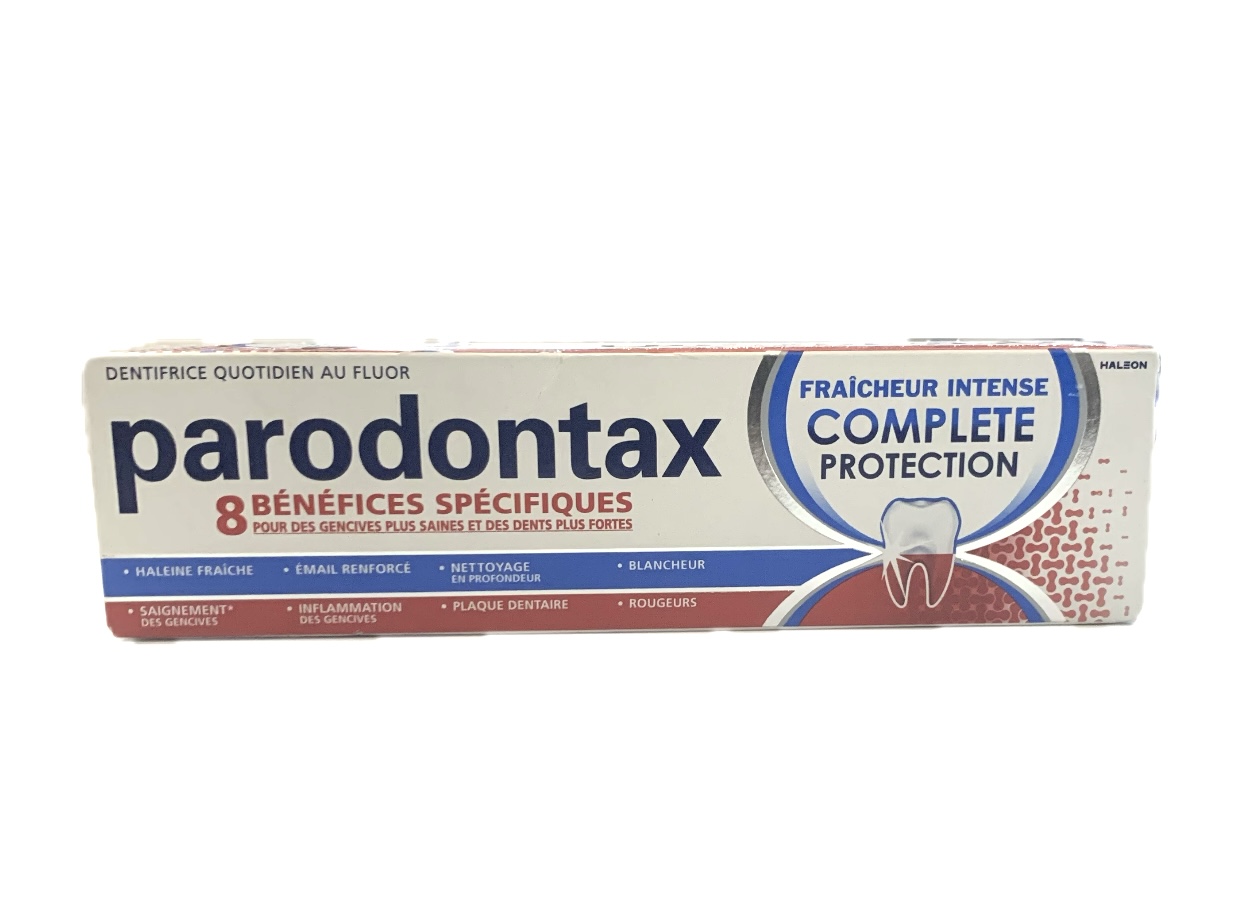 DENTIFRICE QUOTIDIEN AU FLUOR
parodontax
8 BÉNÉFICES SPÉCIFIQUES
POUR DES GENCIVES PLUS SAINES ET DES DENTS PLUS FORTES
• HALEINE FRAÎCHE
• ÉMAIL RENFORCÉ
• NETTOYAGE
EN PROFONDEUR
• BLANCHEUR
• SAIGNEMENT*
DES GENCIVES
• INFLAMMATION
DES GENCIVES
• PLAQUE DENTAIRE
• ROUGEURS
FRAÎCHEUR INTENSE
COMPLETE
PROTECTION
HALEON